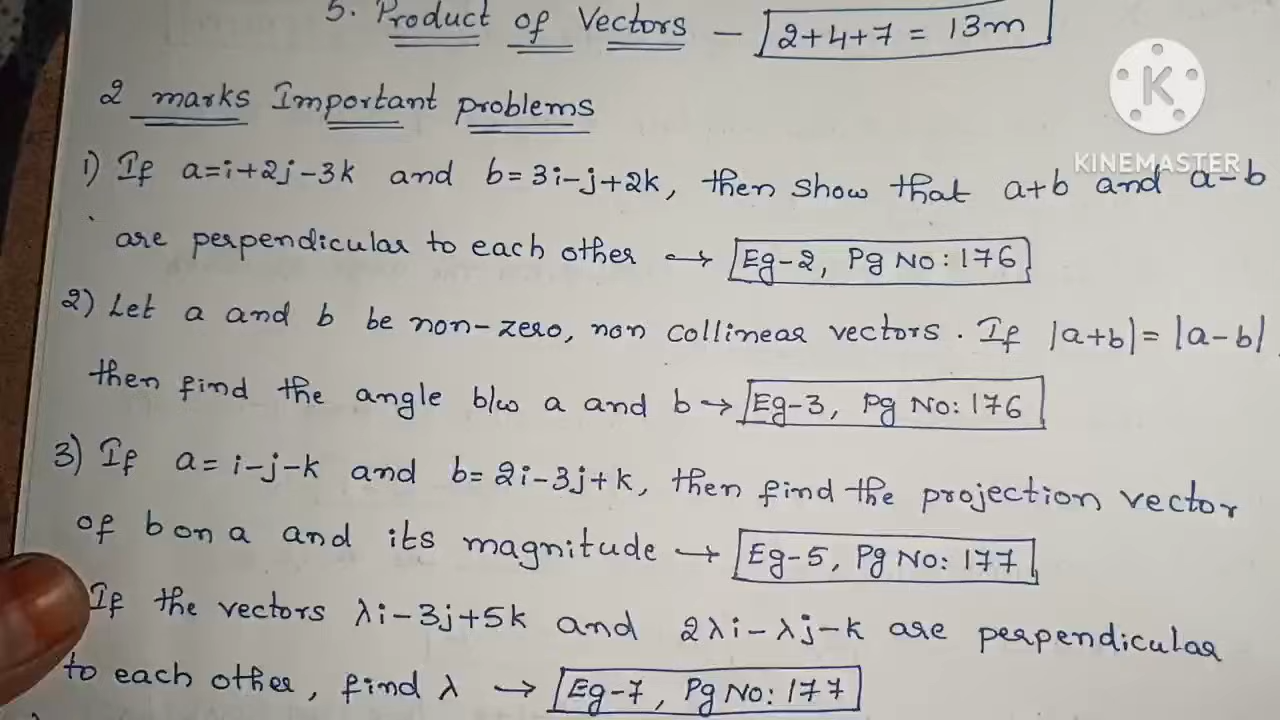 5. Product of Vectors — 2+4+7 = 13m
2 marks Important problems
K
KINEMASTER
1) If a=i+2j-3k and b=3i-j+2k, then show that a+b and a-b
are perpendicular to each other → Eg-2, Pg No:176
2) Let a and b be non-zero, non collinear vectors. If |a+b|=|a-b|
then find the angle b/w a and b → Eg-3, Pg No:176
3) If a=i-j-k and b=2i-3j+k, then find the projection vector
of b on a and its magnitude → Eg-5, Pg No:177
If the vectors λi-3j+5k and 2λi-λj-k are perpendicular
to each other, find λ → Eg-7, Pg No:177